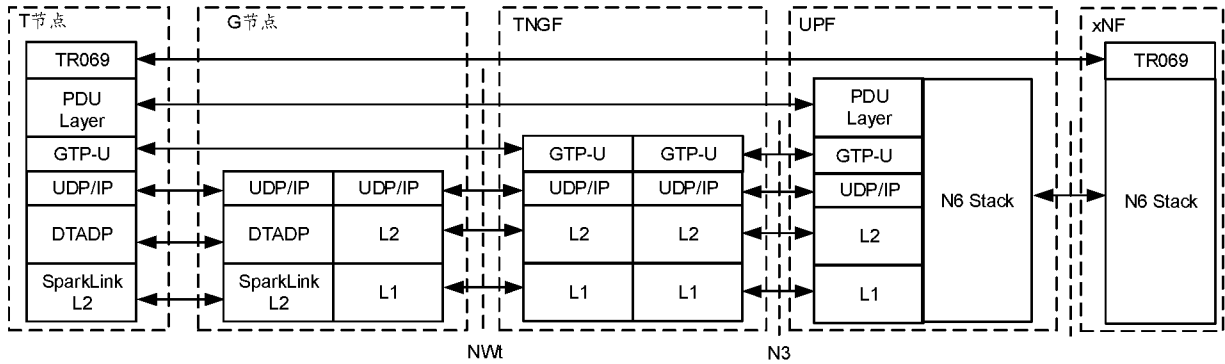 T节点
G节点
TNGF
UPF
xNF
TR069
TR069
PDU
Layer
PDU
Layer
GTP-U
GTP-U
GTP-U
GTP-U
UDP/IP
UDP/IP
UDP/IP
UDP/IP
UDP/IP
UDP/IP
N6 Stack
N6 Stack
DTADP
DTADP
L2
L2
L2
L2
SparkLink
L2
SparkLink
L2
L1
L1
L1
L1
NWt
N3